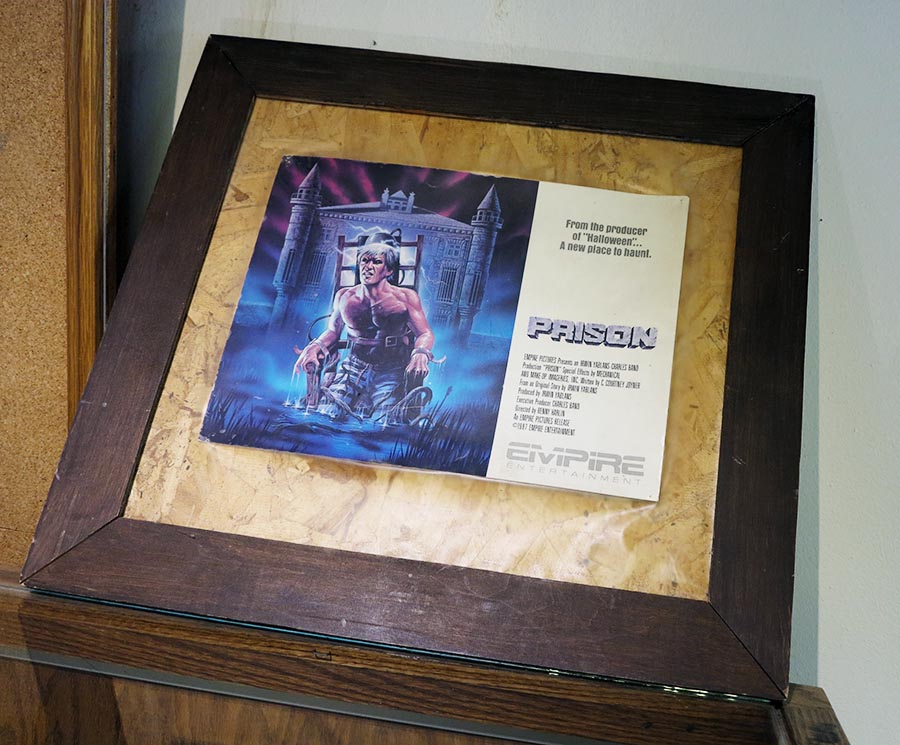 From the producer
of "Halloween"..
A new place to haunt.
PRISON
EMPIRE PICTURES Presents an IRWIN YABLANS CHARLES BAND
Production "PRISON" Special Effects by MECHANICAL
AND MAKE-UP IMAGERIES, INC. Written by C. COURTNEY JOYNER
From an Original Story by IRWIN YABLANS
Produced by IRWIN YABLANS
Executive Producer CHARLES BAND
Directed by RENNY HARLIN
An EMPIRE PICTURES RELEASE
©1987 EMPIRE ENTERTAINMENT
EMPIRE
ENTERTAINMENT